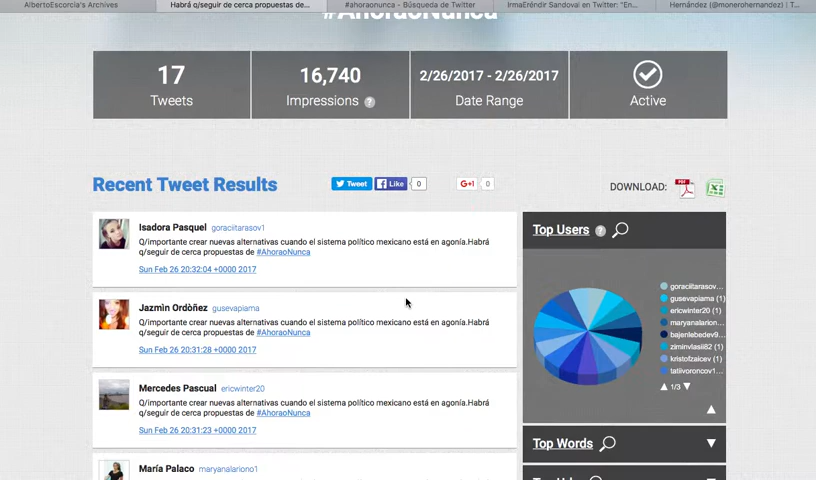 AlbertoEscorcia's Archives
Habrá q/seguir de cerca propuestas de...
#ahoraonunca - Búsqueda de Twitter
IrmaEréndir Sandoval en Twitter: "En...
Hernández (@monerohernandez) | T...
#AhoraoNunca
17
Tweets
16,740
Impressions ?
2/26/2017 - 2/26/2017
Date Range
Active
Recent Tweet Results
Tweet
Like
0
G+1
0
DOWNLOAD:
PDF
Isadora Pasquel goraciitarasov1
Q/importante crear nuevas alternativas cuando el sistema político mexicano está en agonía.Habrá
q/seguir de cerca propuestas de #AhoraoNunca
Sun Feb 26 20:32:04 +0000 2017
Jazmìn Ordòñez gusevapiama
Q/importante crear nuevas alternativas cuando el sistema político mexicano está en agonía.Habrá
q/seguir de cerca propuestas de #AhoraoNunca
Sun Feb 26 20:31:28 +0000 2017
Mercedes Pascual ericwinter20
Q/importante crear nuevas alternativas cuando el sistema político mexicano está en agonía.Habrá
q/seguir de cerca propuestas de #AhoraoNunca
Sun Feb 26 20:31:23 +0000 2017
María Palaco maryanalariono1
Top Users ?
goraciitarasov...
gusevapiama (1)
ericwinter20 (1)
maryanalarion...
bajenlebedev9...
ziminvlasii82 (1)
kristofzaicev (1)
tatiivoroncov1...
1/3
Top Words